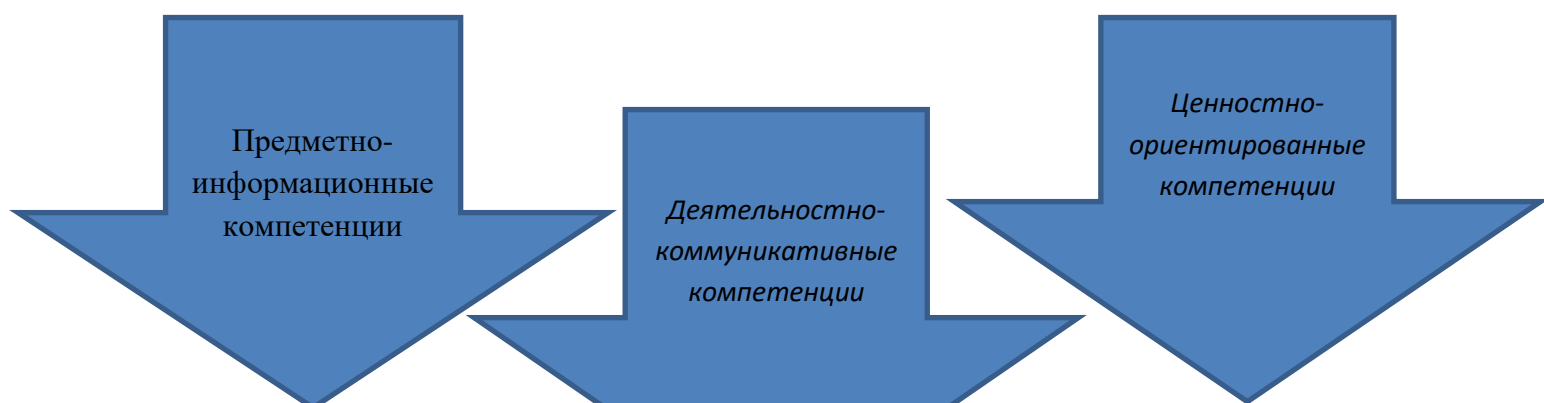 Предметно-
информационные
компетенции
Деятельностно-
коммуникативные
компетенции
Ценностно-
ориентированные
компетенции